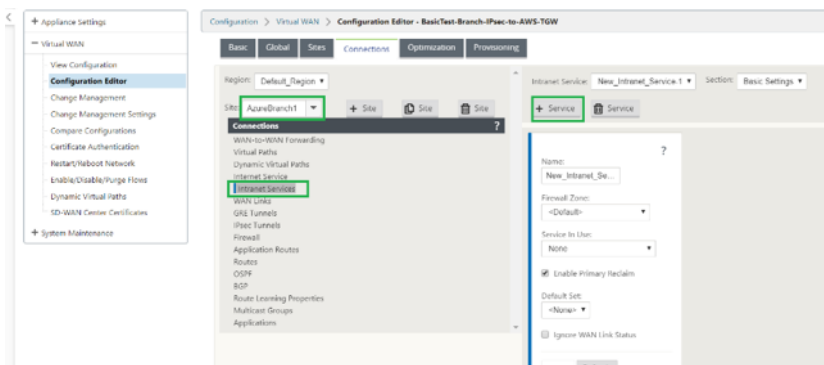 + Appliance Settings
− Virtual WAN
View Configuration
Configuration Editor
Change Management
Change Management Settings
Compare Configurations
Certificate Authentication
Restart/Reboot Network
Enable/Disable/Purge Flows
Dynamic Virtual Paths
SD-WAN Center Certificates
+ System Maintenance
Configuration > Virtual WAN > Configuration Editor - BasicTest-Branch-IPsec-to-AWS-TGW
Basic Global Sites Connections Optimization Provisioning
Region: Default_Region
Site: AzureBranch1 + Site Site Site
Connections ?
WAN-to-WAN Forwarding
Virtual Paths
Dynamic Virtual Paths
Internet Service
Intranet Services
WAN Links
GRE Tunnels
IPsec Tunnels
Firewall
Application Routes
Routes
OSPF
BGP
Route Learning Properties
Multicast Groups
Applications
Intranet Service: New_Intranet_Service-1 Section: Basic Settings
+ Service Service
?
Name:
New_Intranet_Se...
Firewall Zone:
<Default>
Service In Use:
None
Enable Primary Reclaim
Default Set:
<None>
Ignore WAN Link Status